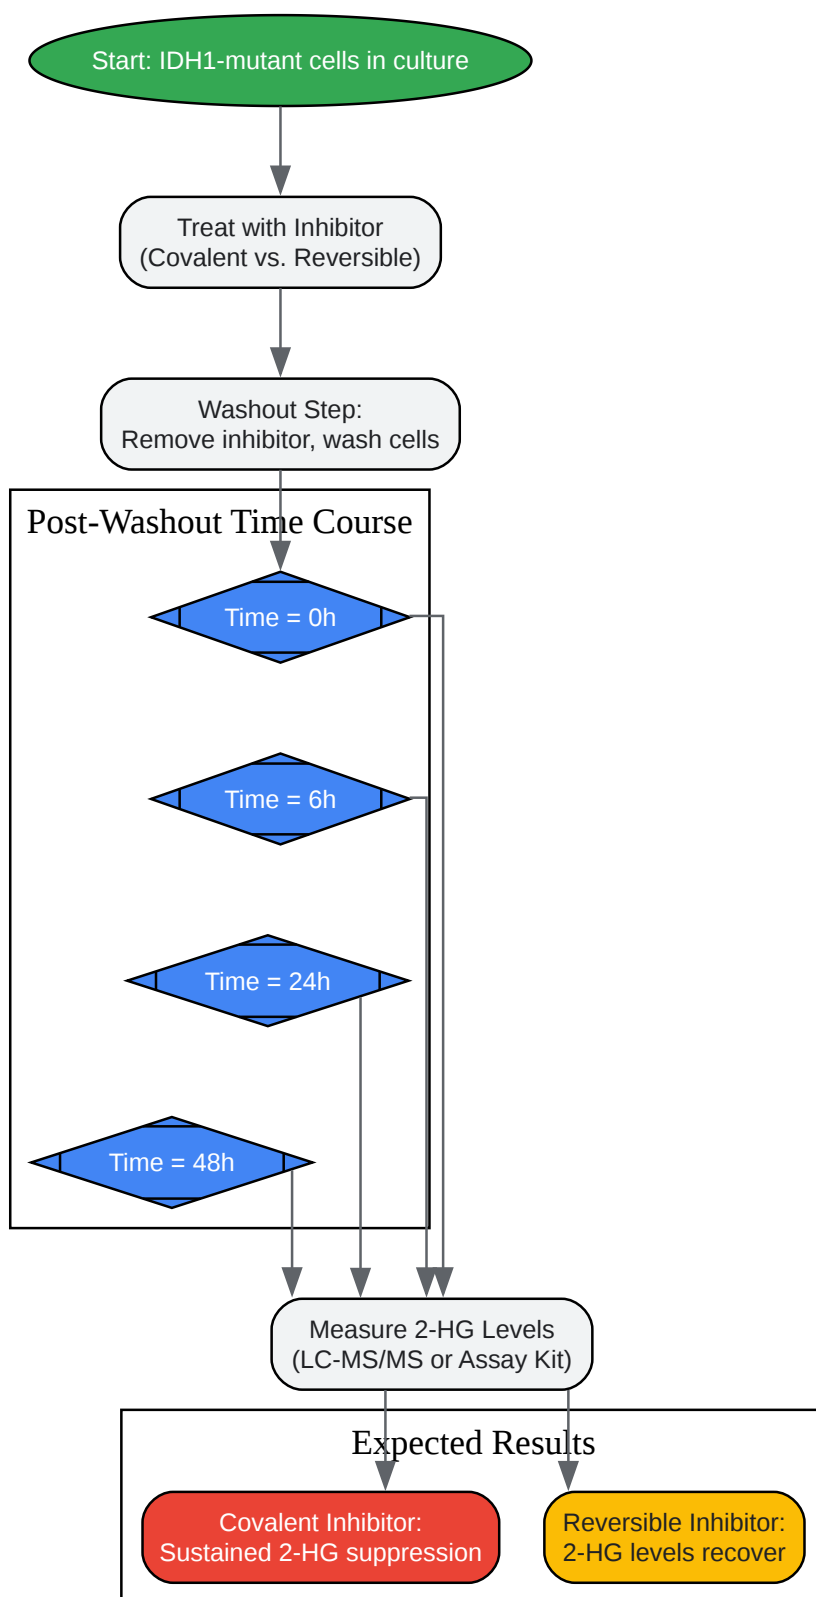 Start: IDH1-mutant cells in culture
Treat with Inhibitor
(Covalent vs. Reversible)
Washout Step:
Remove inhibitor, wash cells
Post-Washout Time Course
Time = 0h
Time = 6h
Time = 24h
Time = 48h
Measure 2-HG Levels
(LC-MS/MS or Assay Kit)
Expected Results
Covalent Inhibitor:
Sustained 2-HG suppression
Reversible Inhibitor:
2-HG levels recover